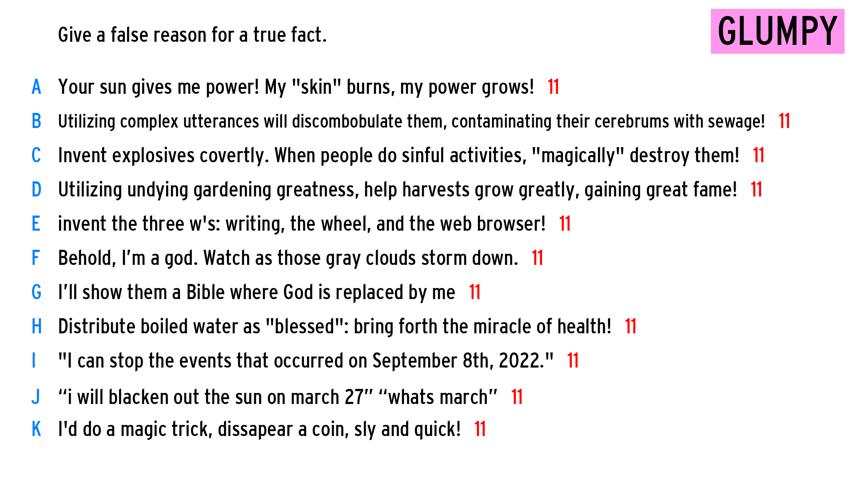 Give a false reason for a true fact.
GLUMPY
A Your sun gives me power! My "skin" burns, my power grows! 11
B Utilizing complex utterances will discombobulate them, contaminating their cerebrums with sewage! 11
C Invent explosives covertly. When people do sinful activities, "magically" destroy them! 11
D Utilizing undying gardening greatness, help harvests grow greatly, gaining great fame! 11
E invent the three w's: writing, the wheel, and the web browser! 11
F Behold, I’m a god. Watch as those gray clouds storm down. 11
G I’ll show them a Bible where God is replaced by me 11
H Distribute boiled water as "blessed": bring forth the miracle of health! 11
I "I can stop the events that occurred on September 8th, 2022." 11
J “i will blacken out the sun on march 27” “whats march” 11
K I'd do a magic trick, dissapear a coin, sly and quick! 11